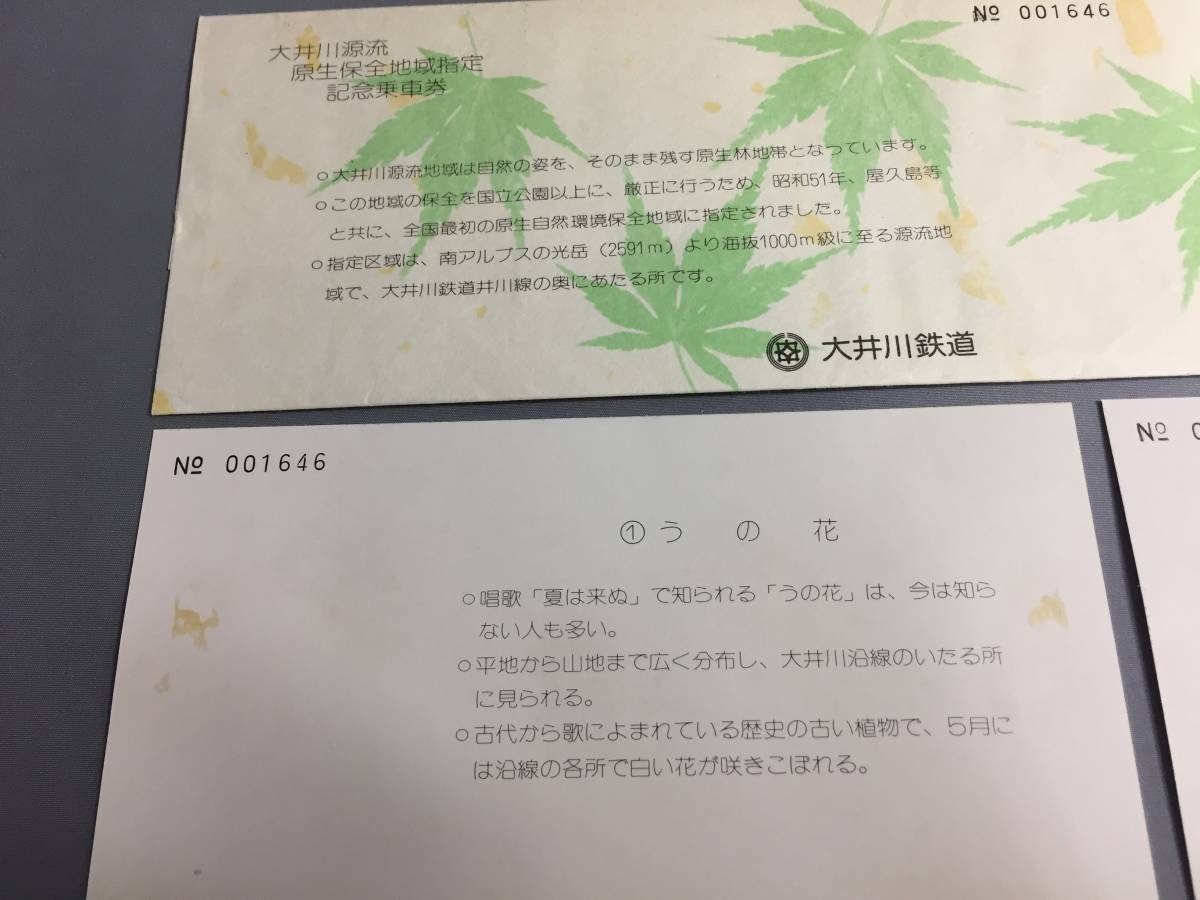 № 001646
大井川源流
原生保全地域指定
記念乗車券
○大井川源流地域は自然の姿を、そのまま残す原生林地帯となつています。
○この地域の保全を国立公園以上に、厳正に行うため、昭和51年、屋久島等
と共に、全国最初の原生自然環境保全地域に指定されました。
○指定区域は、南アルプスの光岳（2591m）より海抜1000m級に至る源流地
域で、大井川鉄道井川線の奥にあたる所です。
大井川鉄道
№ 001646
①うの花
○唱歌「夏は来ぬ」で知られる「うの花」は、今は知ら
ない人も多い。
○平地から山地まで広く分布し、大井川沿線のいたる所
に見られる。
○古代から歌によまれている歴史の古い植物で、5月に
は沿線の各所で白い花が咲きこぼれる。
№ 0